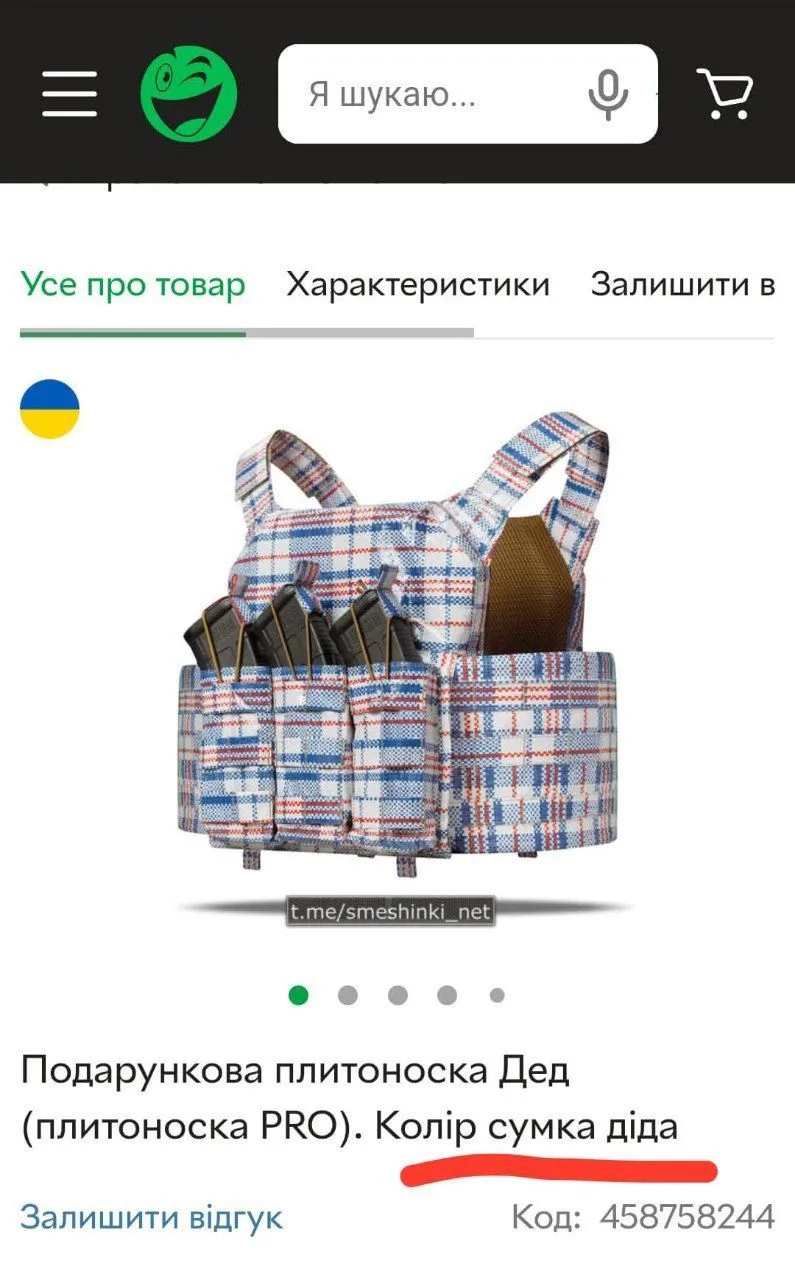 Я шукаю...
Усе про товар Характеристики Залишити в
t.me/smeshinki_net
Подарункова плитоноска Дед
(плитоноска PRO). Колір сумка діда
Залишити відгук Код: 458758244